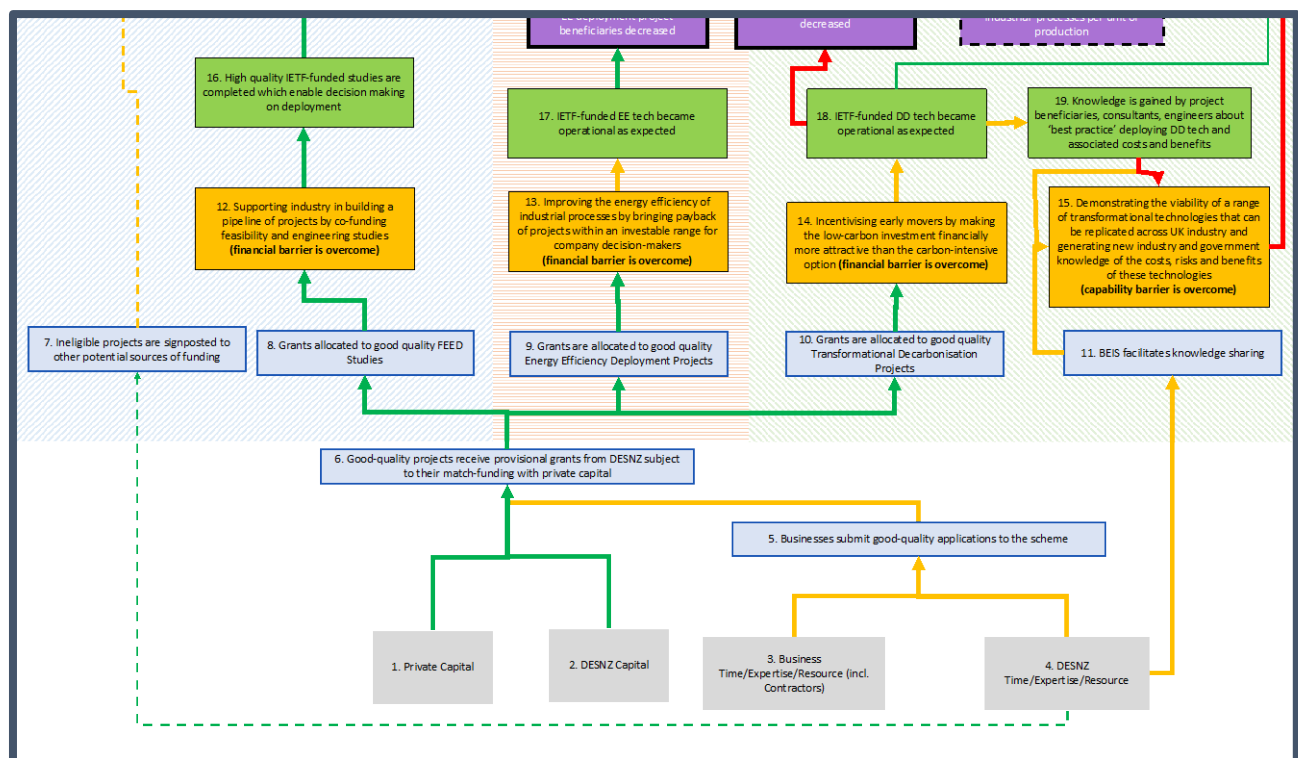 EE deployment project
beneficiaries decreased
decreased
industrial processes per unit of
production
16. High quality IETF-funded studies are
completed which enable decision making
on deployment
17. IETF-funded EE tech became
operational as expected
18. IETF-funded DD tech became
operational as expected
19. Knowledge is gained by project
beneficiaries, consultants, engineers about
‘best practice’ deploying DD tech and
associated costs and benefits
12. Supporting industry in building a
pipeline of projects by co-funding
feasibility and engineering studies
(financial barrier is overcome)
13. Improving the energy efficiency of
industrial processes by bringing payback
of projects within an investable range for
company decision-makers
(financial barrier is overcome)
14. Incentivising early movers by making
the low-carbon investment financially
more attractive than the carbon-intensive
option (financial barrier is overcome)
15. Demonstrating the viability of a range
of transformational technologies that can
be replicated across UK industry and
generating new industry and government
knowledge of the costs, risks and benefits
of these technologies
(capability barrier is overcome)
7. Ineligible projects are signposted to
other potential sources of funding
8. Grants allocated to good quality FEED
Studies
9. Grants are allocated to good quality
Energy Efficiency Deployment Projects
10. Grants are allocated to good quality
Transformational Decarbonisation
Projects
11. BEIS facilitates knowledge sharing
6. Good-quality projects receive provisional grants from DESNZ subject
to their match-funding with private capital
5. Businesses submit good-quality applications to the scheme
1. Private Capital
2. DESNZ Capital
3. Business
Time/Expertise/Resource (incl.
Contractors)
4. DESNZ
Time/Expertise/Resource